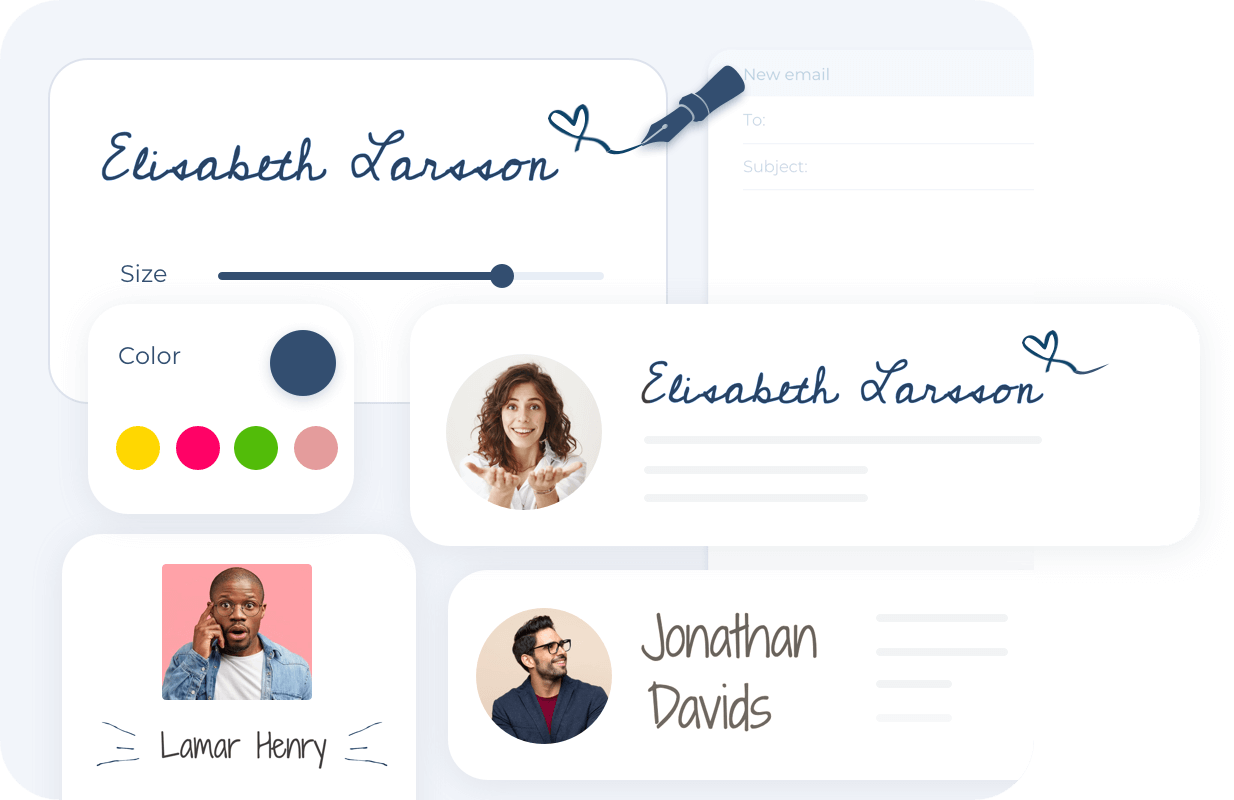 New email
To:
Subject:
Elisabeth Larsson
Size
Color
Elisabeth Larsson
Jonathan
Davids
Lamar Henry